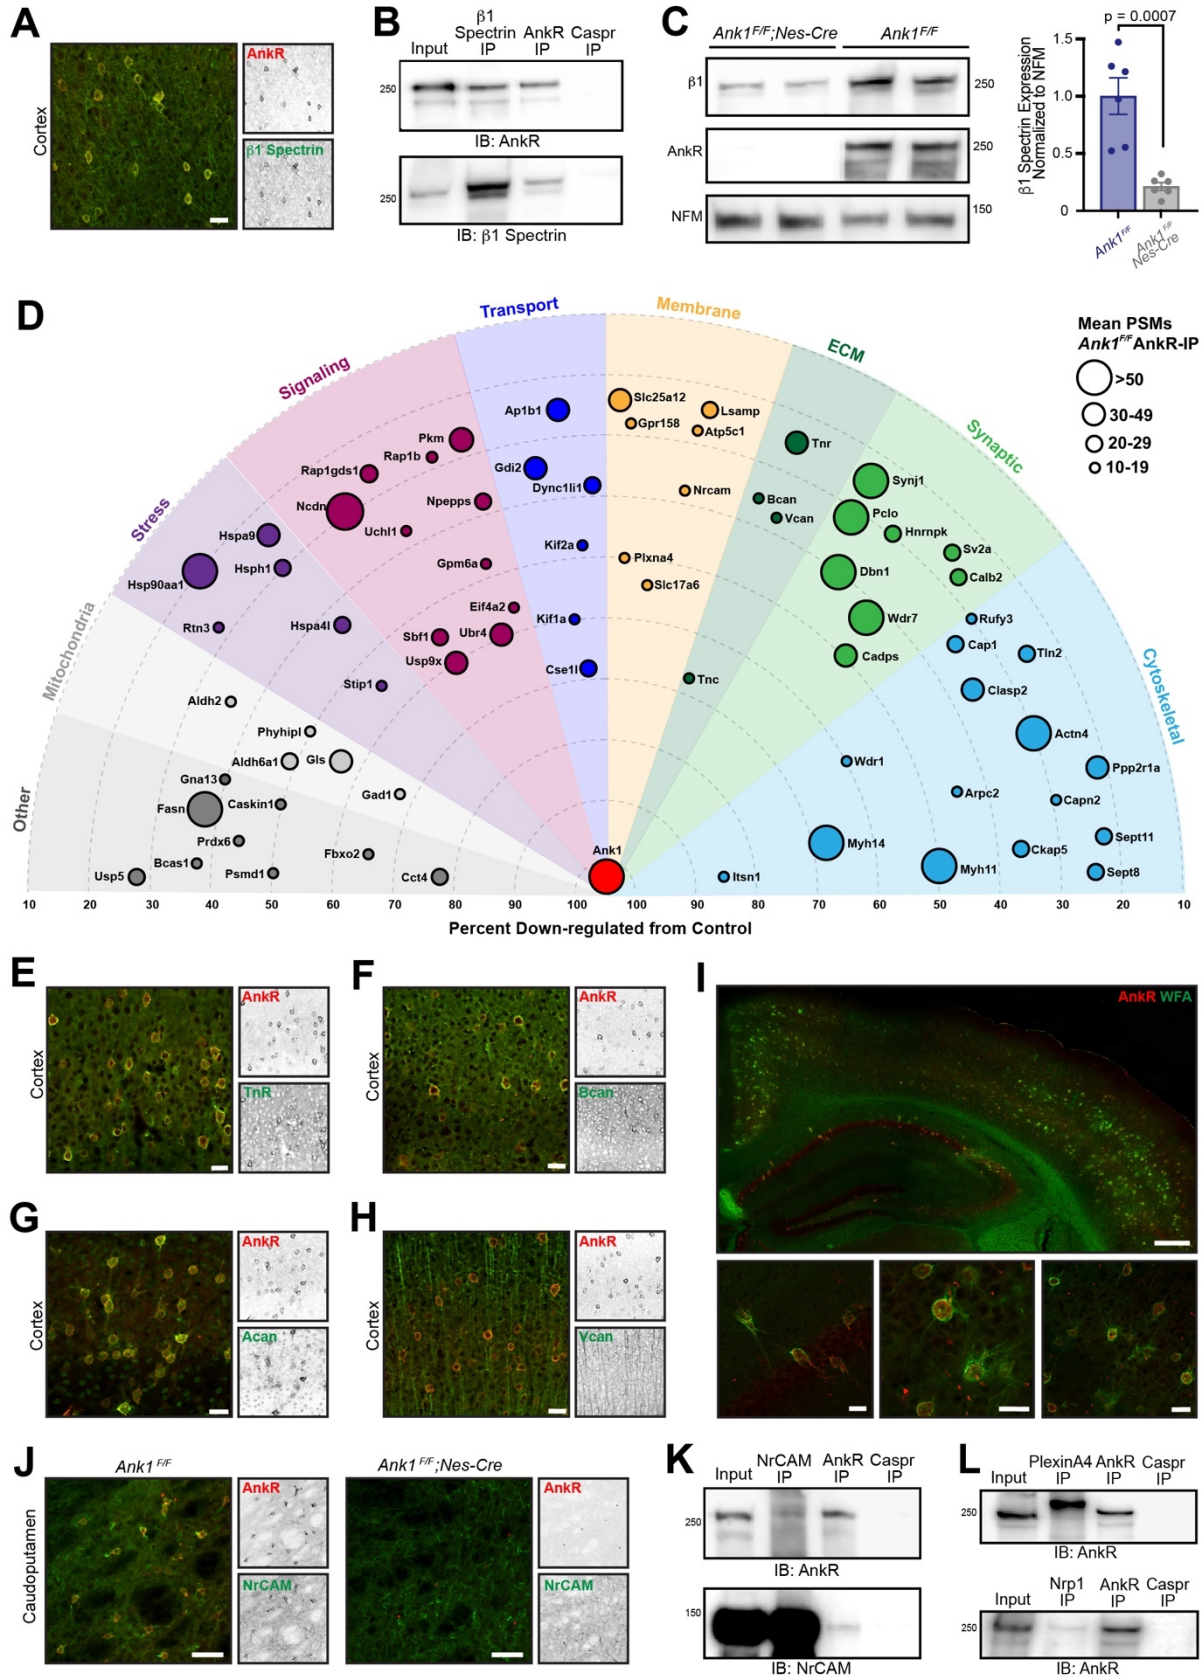 A
Cortex
AnkR
β1 Spectrin
B
Input
β1
Spectrin
IP
AnkR
IP
Caspr
IP
250
IB: AnkR
250
IB: β1 Spectrin
C
Ank1F/F;Nes-Cre
Ank1F/F
β1
250
AnkR
250
NFM
150
p = 0.0007
β1 Spectrin Expression
Normalized to NFM
1.5
1.0
0.5
0
Ank1F/F
Ank1F/F
Nes-Cre
D
Transport
Membrane
Signaling
ECM
Stress
Synaptic
Mitochondria
Cytoskeletal
Other
Mean PSMs
Ank1F/F AnkR-IP
>50
30-49
20-29
10-19
Ap1b1
Gdi2
Dync1li1
Kif2a
Kif1a
Cse1l
Slc25a12
Gpr158
Lsamp
Atp5c1
Nrcam
Plxna4
Slc17a6
Tnr
Bcan
Vcan
Tnc
Synj1
Pclo
Hnrnpk
Sv2a
Calb2
Dbn1
Wdr7
Cadps
Rufy3
Cap1
Tln2
Clasp2
Actn4
Ppp2r1a
Wdr1
Arpc2
Capn2
Sept11
Myh14
Ckap5
Myh11
Sept8
Itsn1
Pkm
Rap1b
Rap1gds1
Ncdn
Npepps
Uchl1
Gpm6a
Eif4a2
Sbf1
Ubr4
Usp9x
Hspa9
Hsp90aa1
Hsph1
Rtn3
Hspa4l
Stip1
Aldh2
Phyhipl
Aldh6a1
Gls
Gad1
Gna13
Fasn
Caskin1
Prdx6
Bcas1
Usp5
Psmd1
Fbxo2
Cct4
Ank1
10 20 30 40 50 60 70 80 90 100 100 90 80 70 60 50 40 30 20 10
Percent Down-regulated from Control
E
Cortex
AnkR
TnR
F
Cortex
AnkR
Bcan
G
Cortex
AnkR
Acan
H
Cortex
AnkR
Vcan
I
AnkR WFA
J
Ank1F/F
Ank1F/F;Nes-Cre
Caudoputamen
AnkR
NrCAM
AnkR
NrCAM
K
Input
NrCAM
IP
AnkR
IP
Caspr
IP
250
IB: AnkR
150
IB: NrCAM
L
Input
PlexinA4
IP
AnkR
IP
Caspr
IP
250
IB: AnkR
Input
Nrp1
IP
AnkR
IP
Caspr
IP
250
IB: AnkR